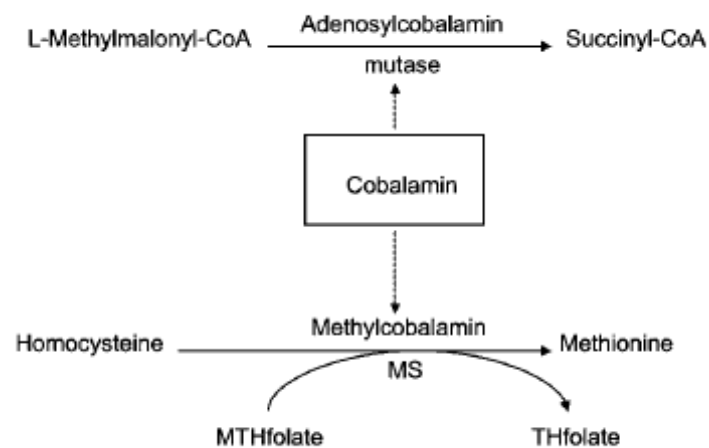 Adenosylcobalamin
L-Methylmalonyl-CoA Succinyl-CoA
mutase
Cobalamin
Methylcobalamin
Homocysteine Methionine
MS
MTHfolate THfolate